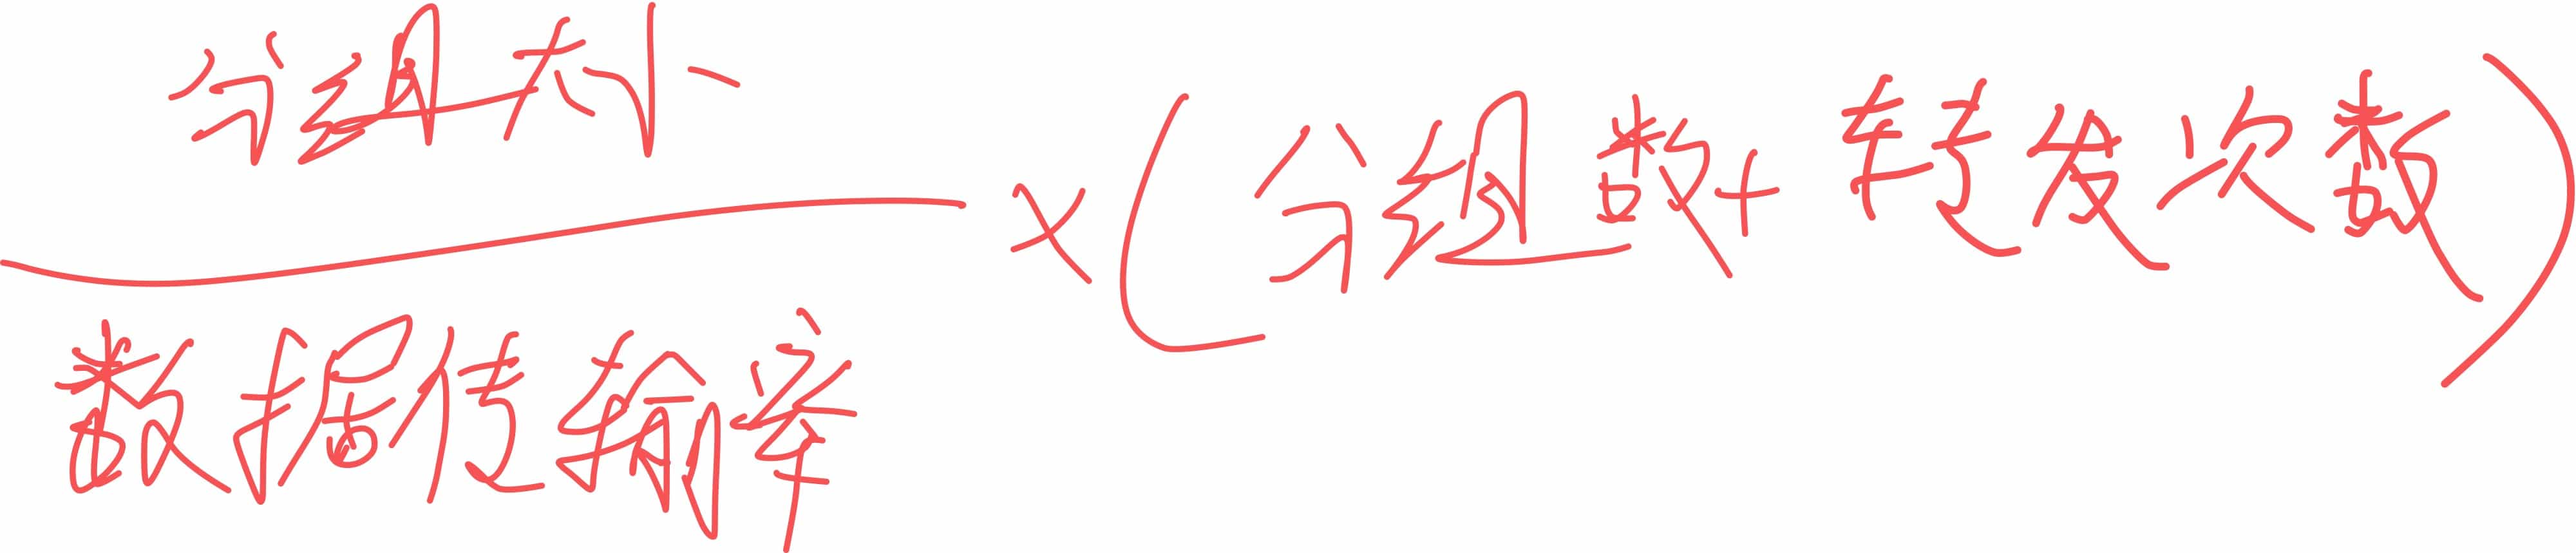 分组大小
× (分组数+ 转发次数)
数据传输率